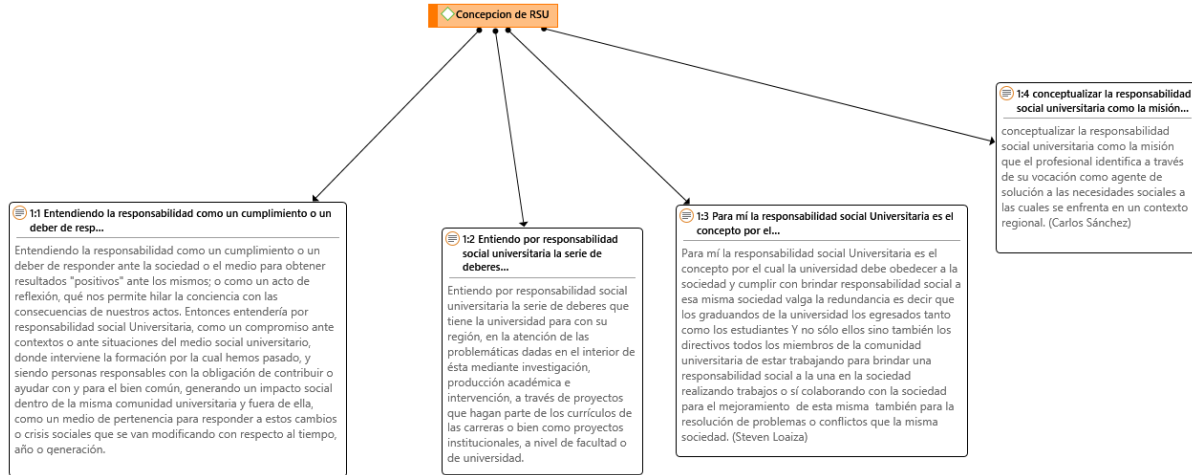 Concepcion de RSU
1:4 conceptualizar la responsabilidad
social universitaria como la misión...
conceptualizar la responsabilidad
social universitaria como la misión
que el profesional identifica a través
de su vocación como agente de
solución a las necesidades sociales a
las cuales se enfrenta en un contexto
regional. (Carlos Sánchez)
1:1 Entendiendo la responsabilidad como un cumplimiento o un
deber de resp...
Entendiendo la responsabilidad como un cumplimiento o un
deber de responder ante la sociedad o el medio para obtener
resultados "positivos" ante los mismos; o como un acto de
reflexión, qué nos permite hilar la conciencia con las
consecuencias de nuestros actos. Entonces entendería por
responsabilidad social Universitaria, como un compromiso ante
contextos o ante situaciones del medio social universitario,
donde interviene la formación por la cual hemos pasado, y
siendo personas responsables con la obligación de contribuir o
ayudar con y para el bien común, generando un impacto social
dentro de la misma comunidad universitaria y fuera de ella,
como un medio de pertenencia para responder a estos cambios
o crisis sociales que se van modificando con respecto al tiempo,
año o generación.
1:2 Entiendo por responsabilidad
social universitaria la serie de
deberes...
Entiendo por responsabilidad social
universitaria la serie de deberes que
tiene la universidad para con su
región, en la atención de las
problemáticas dadas en el interior de
ésta mediante investigación,
producción académica e
intervención, a través de proyectos
que hagan parte de los currículos de
las carreras o bien como proyectos
institucionales, a nivel de facultad o
de universidad.
1:3 Para mí la responsabilidad social Universitaria es el
concepto por el...
Para mí la responsabilidad social Universitaria es el
concepto por el cual la universidad debe obedecer a la
sociedad y cumplir con brindar responsabilidad social a
esa misma sociedad valga la redundancia es decir que
los graduandos de la universidad los egresados tanto
como los estudiantes Y no sólo ellos sino también los
directivos todos los miembros de la comunidad
universitaria de estar trabajando para brindar una
responsabilidad social a la una en la sociedad
realizando trabajos o sí colaborando con la sociedad
para el mejoramiento de esta misma también para la
resolución de problemas o conflictos que la misma
sociedad. (Steven Loaiza)